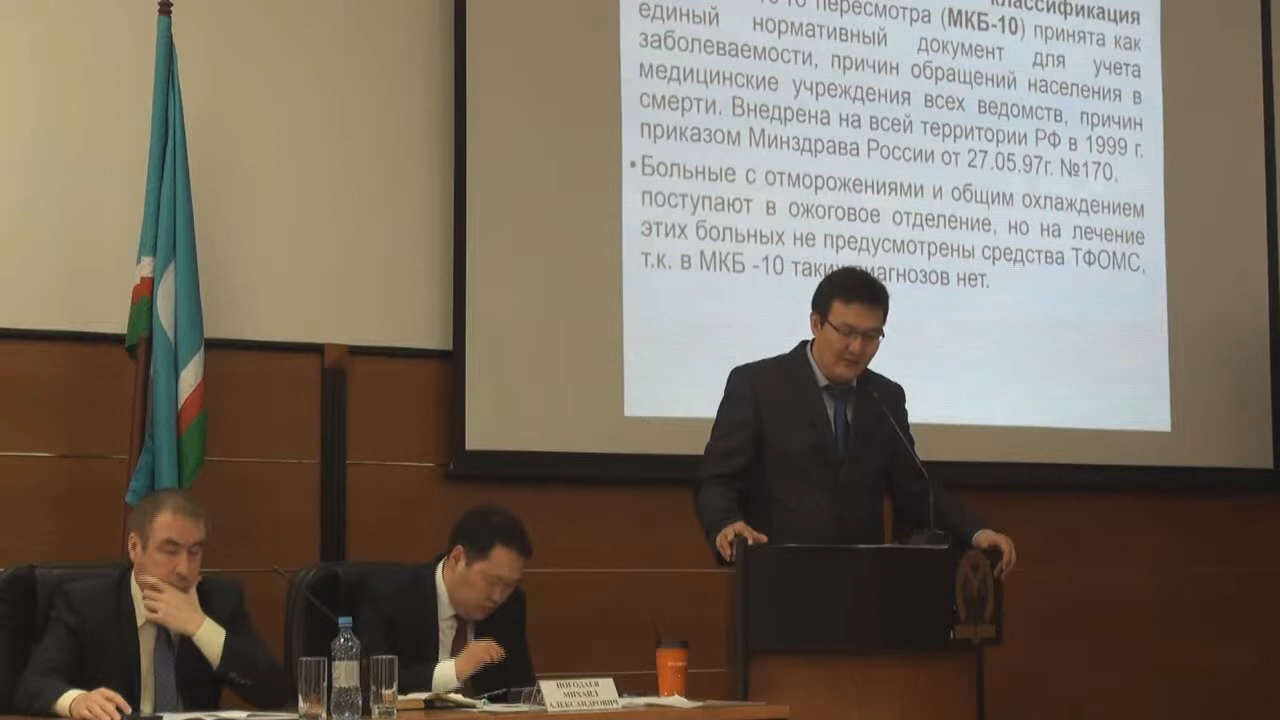 классификация
пересмотра (МКБ-10) принята как
единый нормативный документ для учета
заболеваемости, причин обращений населения в
медицинские учреждения всех ведомств, причин
смерти. Внедрена на всей территории РФ в 1999 г.
приказом Минздрава России от 27.05.97г. №170.
•Больные с отморожениями и общим охлаждением
поступают в ожоговое отделение, но на лечение
этих больных не предусмотрены средства ТФОМС,
т.к. в МКБ -10 таких диагнозов нет.
ПОГОДАЕВ
МИХАИЛ
АЛЕКСАНДРОВИЧ